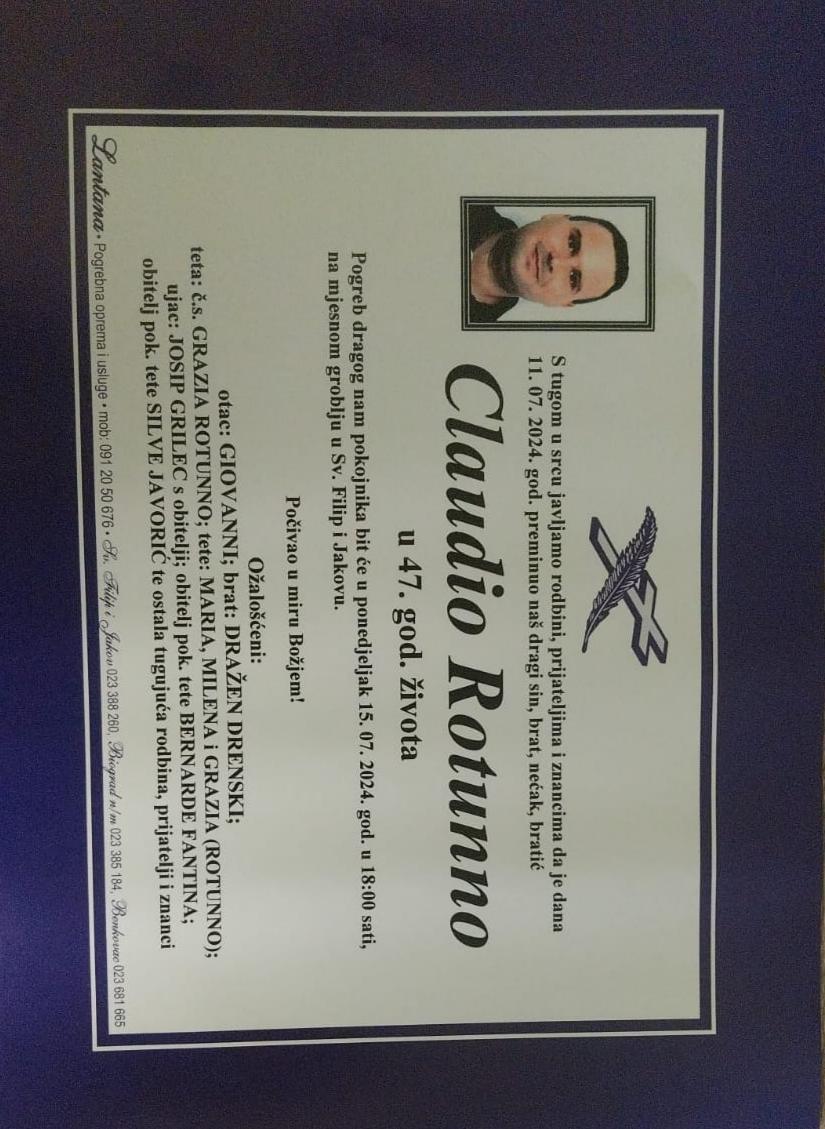 S tugom u srcu javljamo rodbini, prijateljima i znancima da je dana
11. 07. 2024. god. preminuo naš dragi sin, brat, nećak, bratić
Claudio Rotunno
u 47. god. života
Pogreb dragog nam pokojnika bit će u ponedjeljak 15. 07. 2024. god. u 18:00 sati,
na mjesnom groblju u Sv. Filip i Jakovu.
Počivao u miru Božjem!
Ožalošćeni:
otac: GIOVANNI; brat: DRAŽEN DRENSKI;
teta: č.s. GRAZIA ROTUNNO; tete: MARIA, MILENA i GRAZIA (ROTUNNO);
ujac: JOSIP GRILEC s obitelji; obitelj pok. tete BERNARDE FANTINA;
obitelj pok. tete SILVE JAVORIĆ te ostala tugujuća rodbina, prijatelji i znanci
Lantana • Pogrebna oprema i usluge • mob: 091 20 50 676 • Sv. Filip i Jakov 023 388 260, Biograd n/m 023 385 184, Benkovac 023 681 665